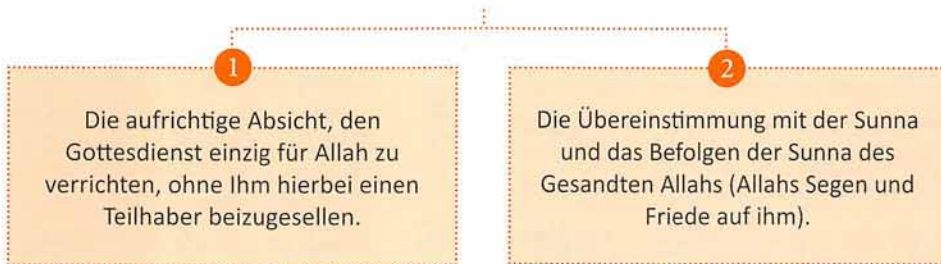 1
Die aufrichtige Absicht, den
Gottesdienst einzig für Allah zu
verrichten, ohne Ihm hierbei einen
Teilhaber beizugesellen.
2
Die Übereinstimmung mit der Sunna
und das Befolgen der Sunna des
Gesandten Allahs (Allahs Segen und
Friede auf ihm).